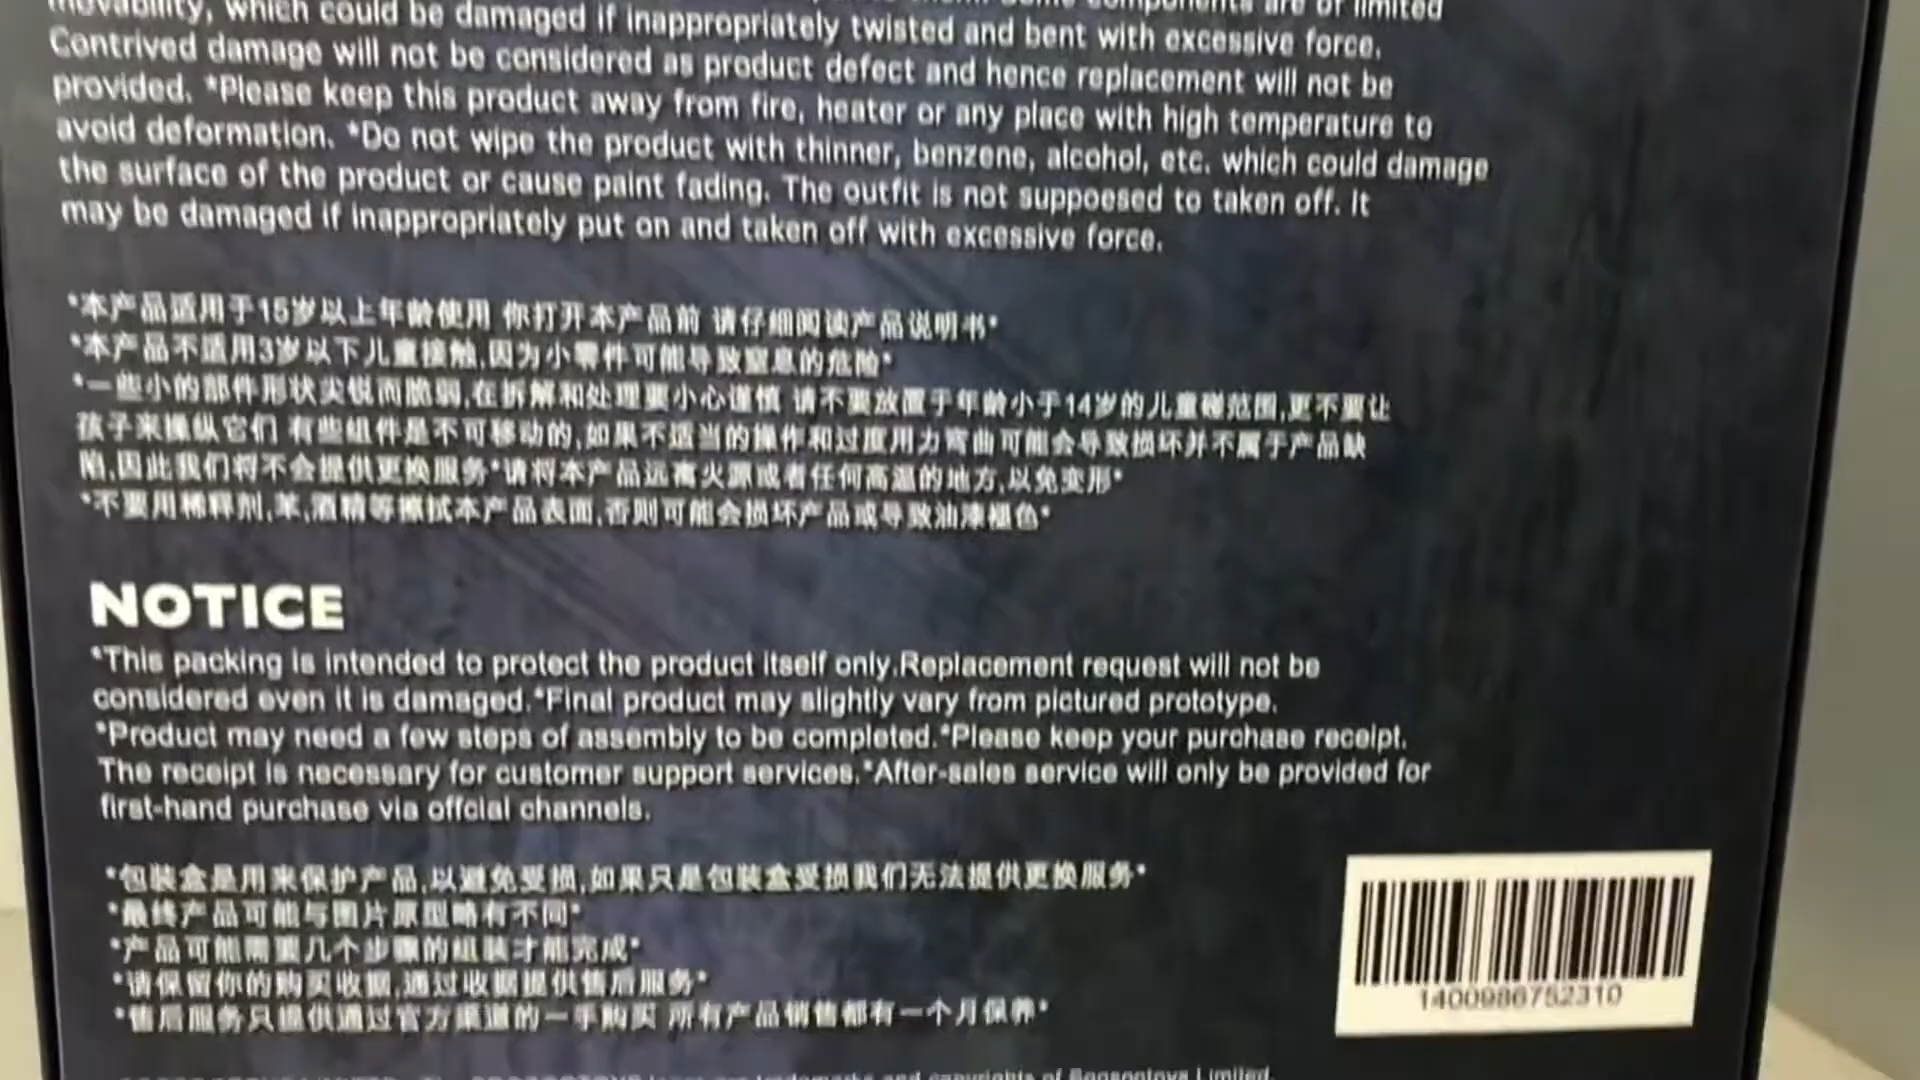 movability, which could be damaged if inappropriately twisted and bent with excessive force.
Contrived damage will not be considered as product defect and hence replacement will not be
provided. *Please keep this product away from fire, heater or any place with high temperature to
avoid deformation. *Do not wipe the product with thinner, benzene, alcohol, etc. which could damage
the surface of the product or cause paint fading. The outfit is not suppoesed to taken off. It
may be damaged if inappropriately put on and taken off with excessive force.
*本产品适用于15岁以上年龄使用 你打开本产品前 请仔细阅读产品说明书*
*本产品不适用3岁以下儿童接触,因为小零件可能导致窒息的危险*
*一些小的部件形状尖锐而脆弱,在拆解和处理要小心谨慎 请不要放置于年龄小于14岁的儿童碰范围,更不要让
孩子来操纵它们 有些组件是不可移动的,如果不适当的操作和过度用力弯曲可能会导致损坏并不属于产品缺
陷,因此我们将不会提供更换服务*请将本产品远离火源或者任何高温的地方,以免变形*
*不要用稀释剂,苯,酒精等擦拭本产品表面,否则可能会损坏产品或导致油漆褪色*
NOTICE
*This packing is intended to protect the product itself only.Replacement request will not be
considered even it is damaged.*Final product may slightly vary from pictured prototype.
*Product may need a few steps of assembly to be completed.*Please keep your purchase receipt.
The receipt is necessary for customer support services.*After-sales service will only be provided for
first-hand purchase via offcial channels.
*包装盒是用来保护产品,以避免受损,如果只是包装盒受损我们无法提供更换服务*
*最终产品可能与图片原型略有不同*
*产品可能需要几个步骤的组装才能完成*
*请保留你的购买收据,通过收据提供售后服务*
*售后服务只提供通过官方渠道的一手购买 所有产品销售都有一个月保养*
1400986752310